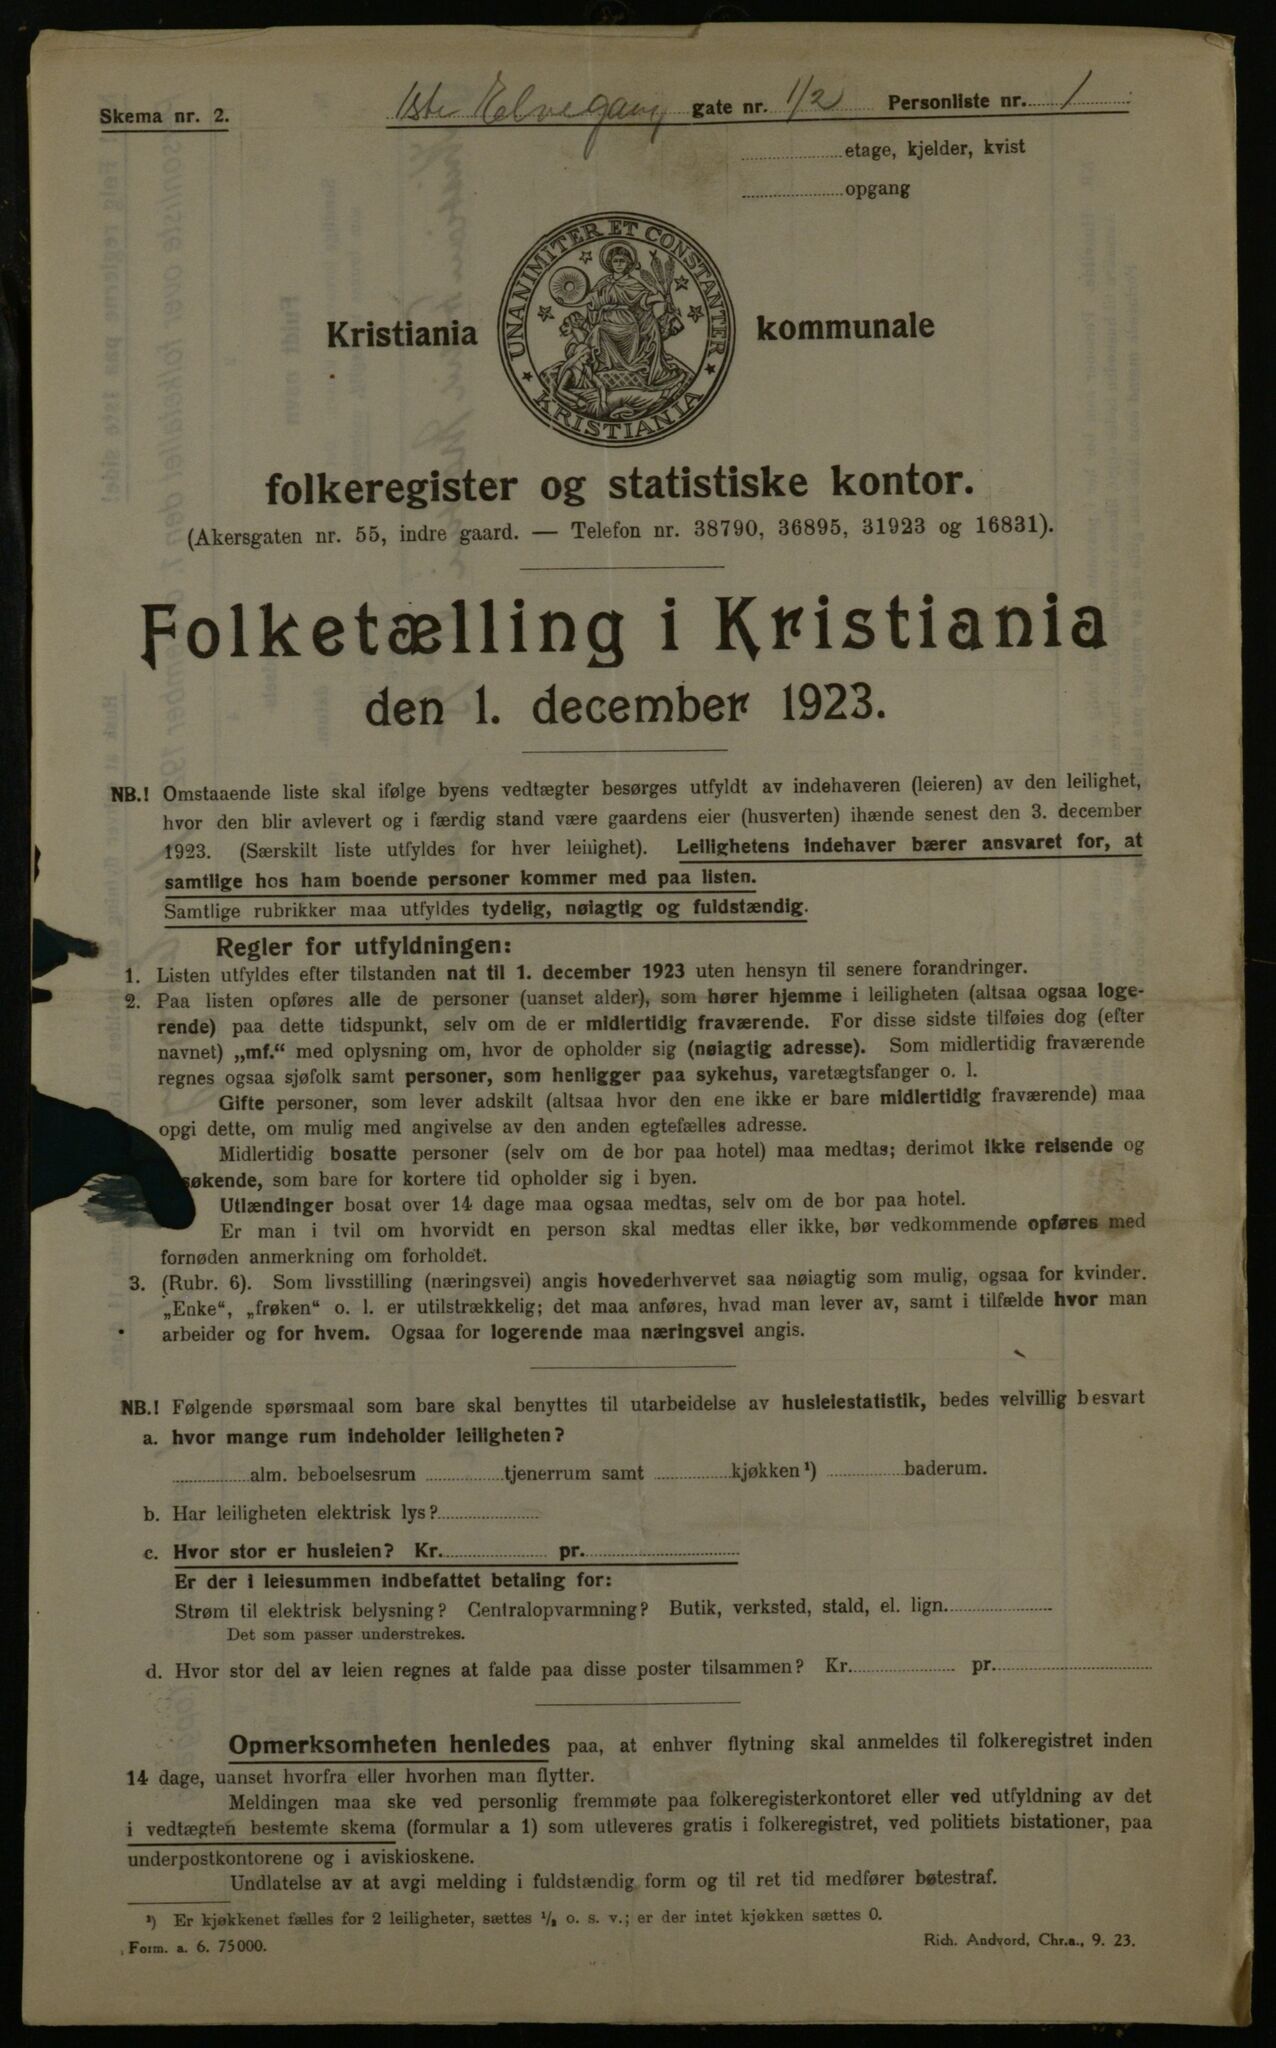 Skema nr. 2.
1ste Elvegang gate nr. 1/2 Personliste nr. 1
etage, kjelder, kvist
opgang
UNANIMITER ET CONSTANTER
KRISTIANIA
Kristiania kommunale
folkeregister og statistiske kontor.
(Akersgaten nr. 55, indre gaard. — Telefon nr. 38790, 36895, 31923 og 16831).
Folketælling i Kristiania
den 1. december 1923.
NB.! Omstaaende liste skal ifølge byens vedtægter besørges utfyldt av indehaveren (leieren) av den leilighet,
hvor den blir avlevert og i færdig stand være gaardens eier (husverten) ihænde senest den 3. december
1923. (Særskilt liste utfyldes for hver leilighet). Leilighetens indehaver bærer ansvaret for, at
samtlige hos ham boende personer kommer med paa listen.
Samtlige rubrikker maa utfyldes tydelig, nøiagtig og fuldstændig.
Regler for utfyldningen:
1. Listen utfyldes efter tilstanden nat til 1. december 1923 uten hensyn til senere forandringer.
2. Paa listen opføres alle de personer (uanset alder), som hører hjemme i leiligheten (altsaa ogsaa loge-
rende) paa dette tidspunkt, selv om de er midlertidig fraværende. For disse sidste tilføies dog (efter
navnet) „mf.“ med oplysning om, hvor de opholder sig (nøiagtig adresse). Som midlertidig fraværende
regnes ogsaa sjøfolk samt personer, som henligger paa sykehus, varetægtsfanger o. l.
Gifte personer, som lever adskilt (altsaa hvor den ene ikke er bare midlertidig fraværende) maa
opgi dette, om mulig med angivelse av den anden egtefælles adresse.
Midlertidig bosatte personer (selv om de bor paa hotel) maa medtas; derimot ikke reisende og
søkende, som bare for kortere tid opholder sig i byen.
Utlændinger bosat over 14 dage maa ogsaa medtas, selv om de bor paa hotel.
Er man i tvil om hvorvidt en person skal medtas eller ikke, bør vedkommende opføres med
fornøden anmerkning om forholdet.
3. (Rubr. 6). Som livsstilling (næringsvei) angis hovederhvervet saa nøiagtig som mulig, ogsaa for kvinder.
„Enke“, „frøken“ o. l. er utilstrækkelig; det maa anføres, hvad man lever av, samt i tilfælde hvor man
arbeider og for hvem. Ogsaa for logerende maa næringsvei angis.
NB.! Følgende spørsmaal som bare skal benyttes til utarbeidelse av husleiestatistik, bedes velvillig besvart
a. hvor mange rum indeholder leiligheten?
alm. beboelsesrum tjenerrum samt kjøkken¹) baderum.
b. Har leiligheten elektrisk lys?
c. Hvor stor er husleien? Kr. pr.
Er der i leiesummen indbefattet betaling for:
Strøm til elektrisk belysning? Centralopvarmning? Butik, verksted, stald, el. lign.
Det som passer understrekes.
d. Hvor stor del av leien regnes at falde paa disse poster tilsammen? Kr. pr.
Opmerksomheten henledes paa, at enhver flytning skal anmeldes til folkeregistret inden
14 dage, uanset hvorfra eller hvorhen man flytter.
Meldingen maa ske ved personlig fremmøte paa folkeregisterkontoret eller ved utfyldning av det
i vedtægten bestemte skema (formular a 1) som utleveres gratis i folkeregistret, ved politiets bistationer, paa
underpostkontorene og i aviskioskene.
Undlatelse av at avgi melding i fuldstændig form og til ret tid medfører bøtestraf.
¹) Er kjøkkenet fælles for 2 leiligheter, sættes ½ o. s. v.; er der intet kjøkken sættes 0.
Form. a. 6. 75000. Rich. Andvord, Chr.a., 9. 23.